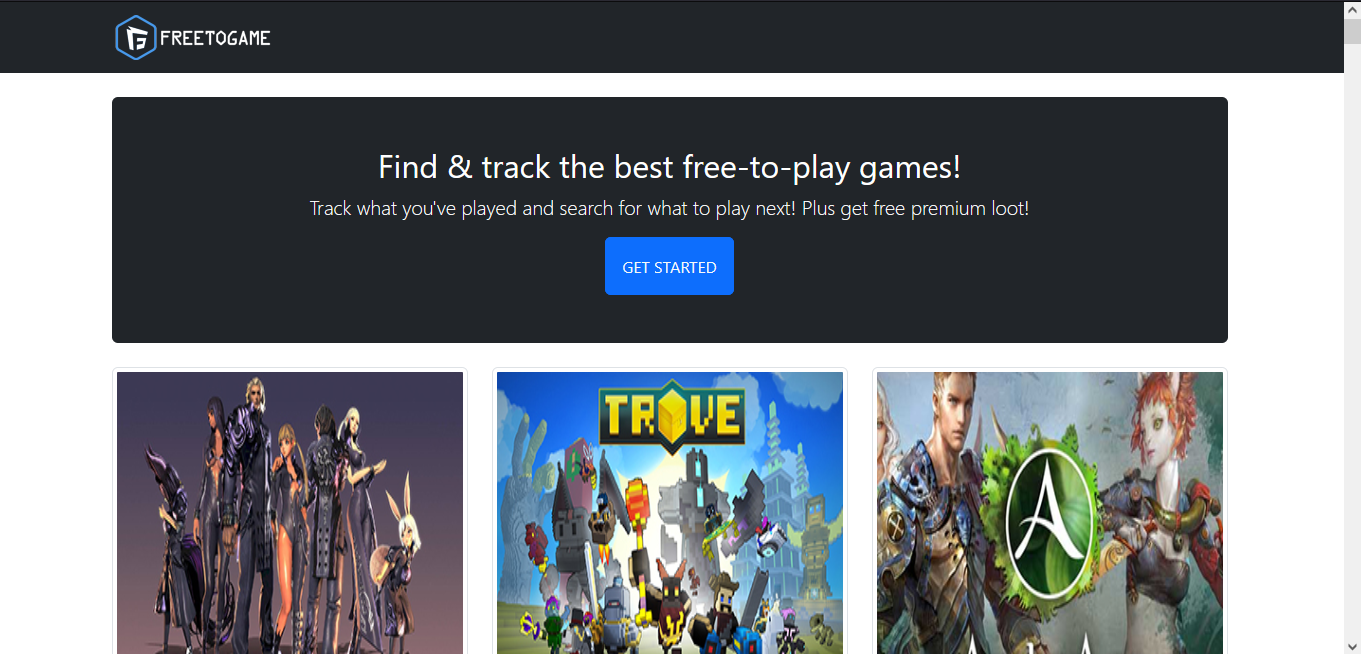 FREETOGAME
Find & track the best free-to-play games!
Track what you've played and search for what to play next! Plus get free premium loot!
GET STARTED
TROVE
A